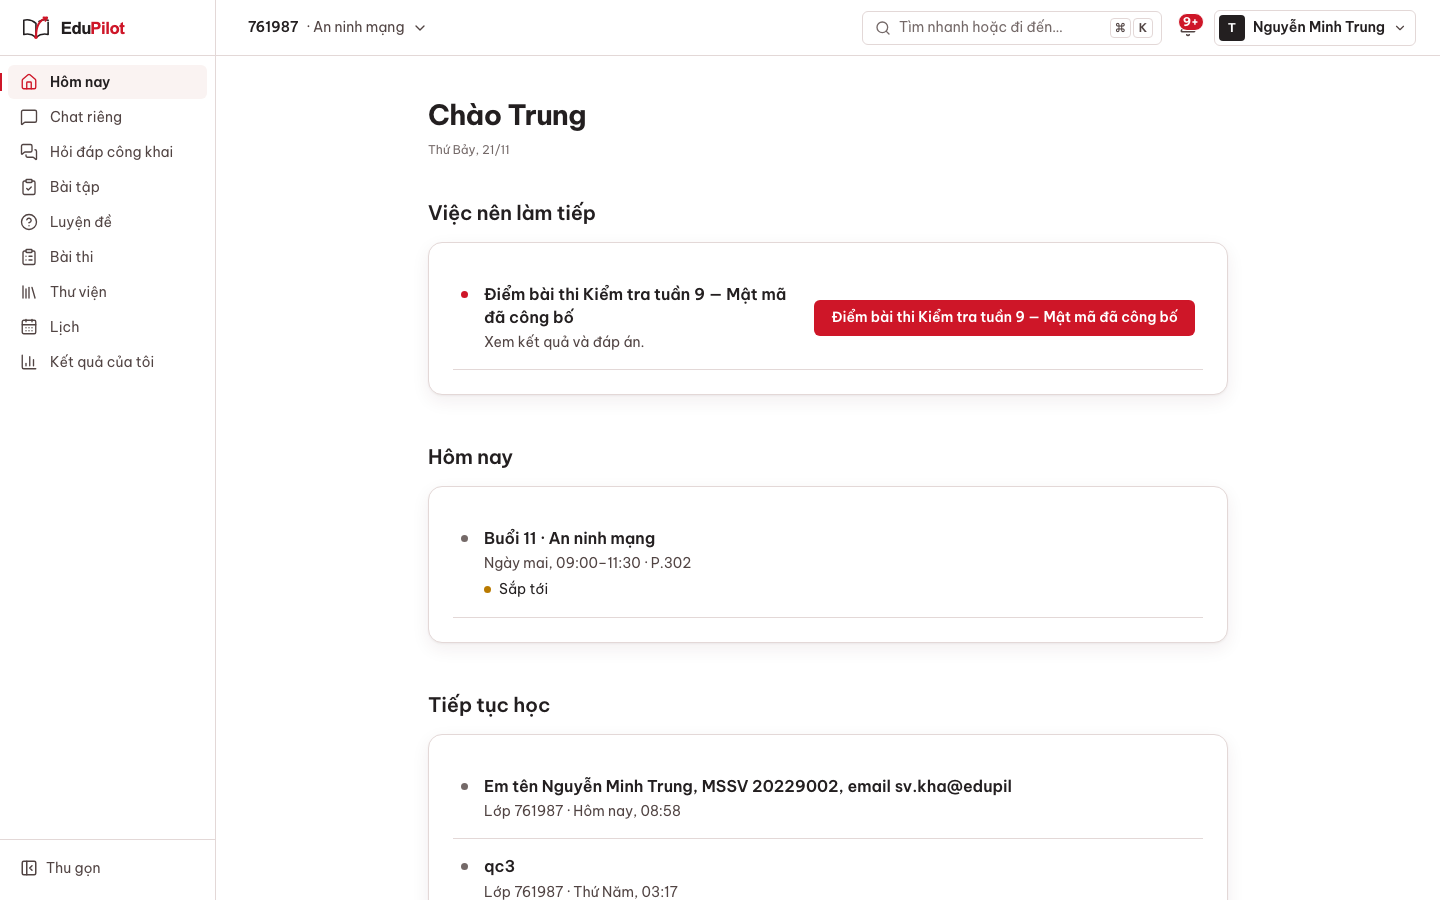 EduPilot
761987 · An ninh mạng
Tìm nhanh hoặc đi đến...
⌘ K
9+
T
Nguyễn Minh Trung
Hôm nay
Chat riêng
Hỏi đáp công khai
Bài tập
Luyện đề
Bài thi
Thư viện
Lịch
Kết quả của tôi
Thu gọn
Chào Trung
Thứ Bảy, 21/11
Việc nên làm tiếp
Điểm bài thi Kiểm tra tuần 9 — Mật mã
đã công bố
Xem kết quả và đáp án.
Điểm bài thi Kiểm tra tuần 9 — Mật mã đã công bố
Hôm nay
Buổi 11 · An ninh mạng
Ngày mai, 09:00–11:30 · P.302
Sắp tới
Tiếp tục học
Em tên Nguyễn Minh Trung, MSSV 20229002, email sv.kha@edupil
Lớp 761987 · Hôm nay, 08:58
qc3
Lớp 761987 · Thứ Năm, 03:17